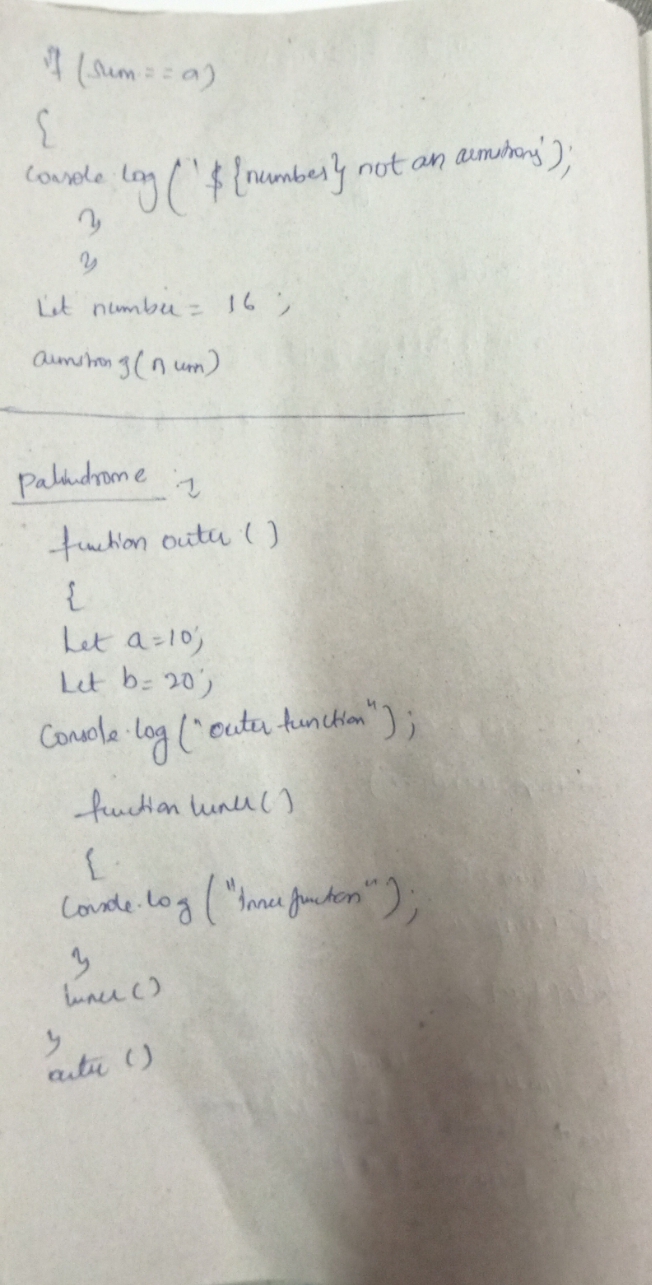 if (sum == a)
{
console.log('${number} not an armstrong');
}
}
Let number = 16;
armstrong(num)
Palindrome :-
function outer ()
{
Let a=10;
Let b= 20;
Console.log("outer function");
function inner()
{
Console.log("Inner function");
}
inner()
}
outer ()